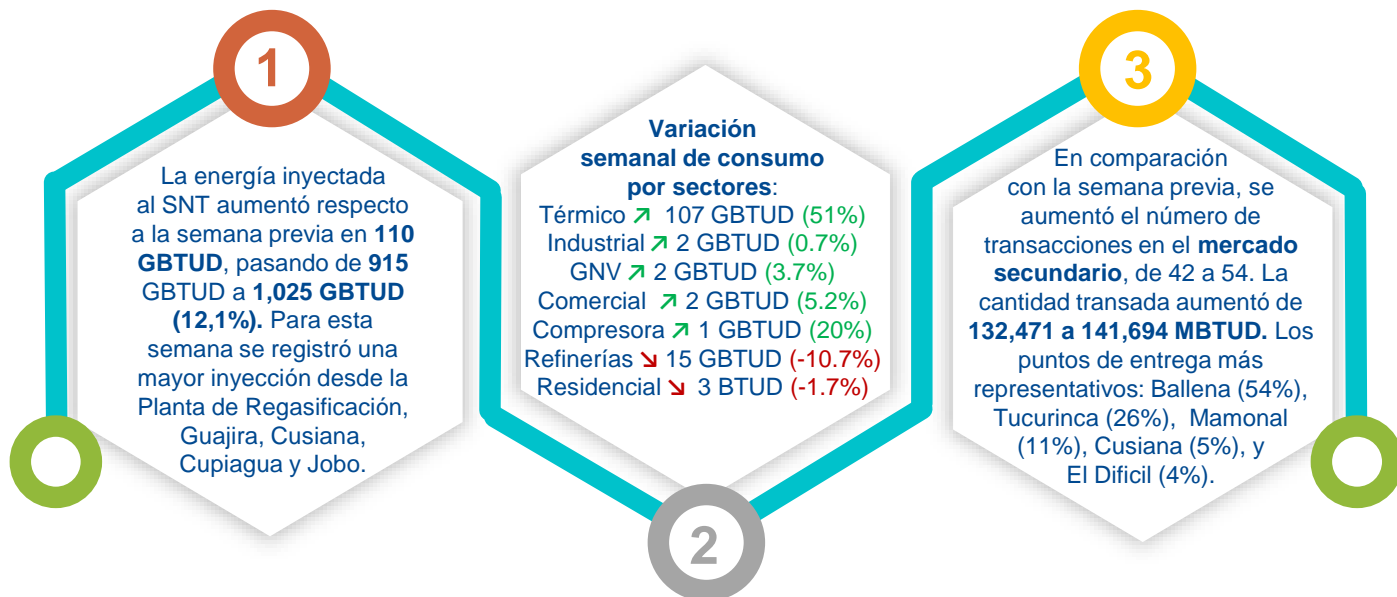 1
La energía inyectada
al SNT aumentó respecto
a la semana previa en 110
GBTUD, pasando de 915
GBTUD a 1,025 GBTUD
(12,1%). Para esta
semana se registró una
mayor inyección desde la
Planta de Regasificación,
Guajira, Cusiana,
Cupiagua y Jobo.
Variación
semanal de consumo
por sectores:
Térmico ↗ 107 GBTUD (51%)
Industrial ↗ 2 GBTUD (0.7%)
GNV ↗ 2 GBTUD (3.7%)
Comercial ↗ 2 GBTUD (5.2%)
Compresora ↗ 1 GBTUD (20%)
Refinerías ↘ 15 GBTUD (-10.7%)
Residencial ↘ 3 BTUD (-1.7%)
2
3
En comparación
con la semana previa, se
aumentó el número de
transacciones en el mercado
secundario, de 42 a 54. La
cantidad transada aumentó de
132,471 a 141,694 MBTUD. Los
puntos de entrega más
representativos: Ballena (54%),
Tucurinca (26%), Mamonal
(11%), Cusiana (5%), y
El Dificil (4%).